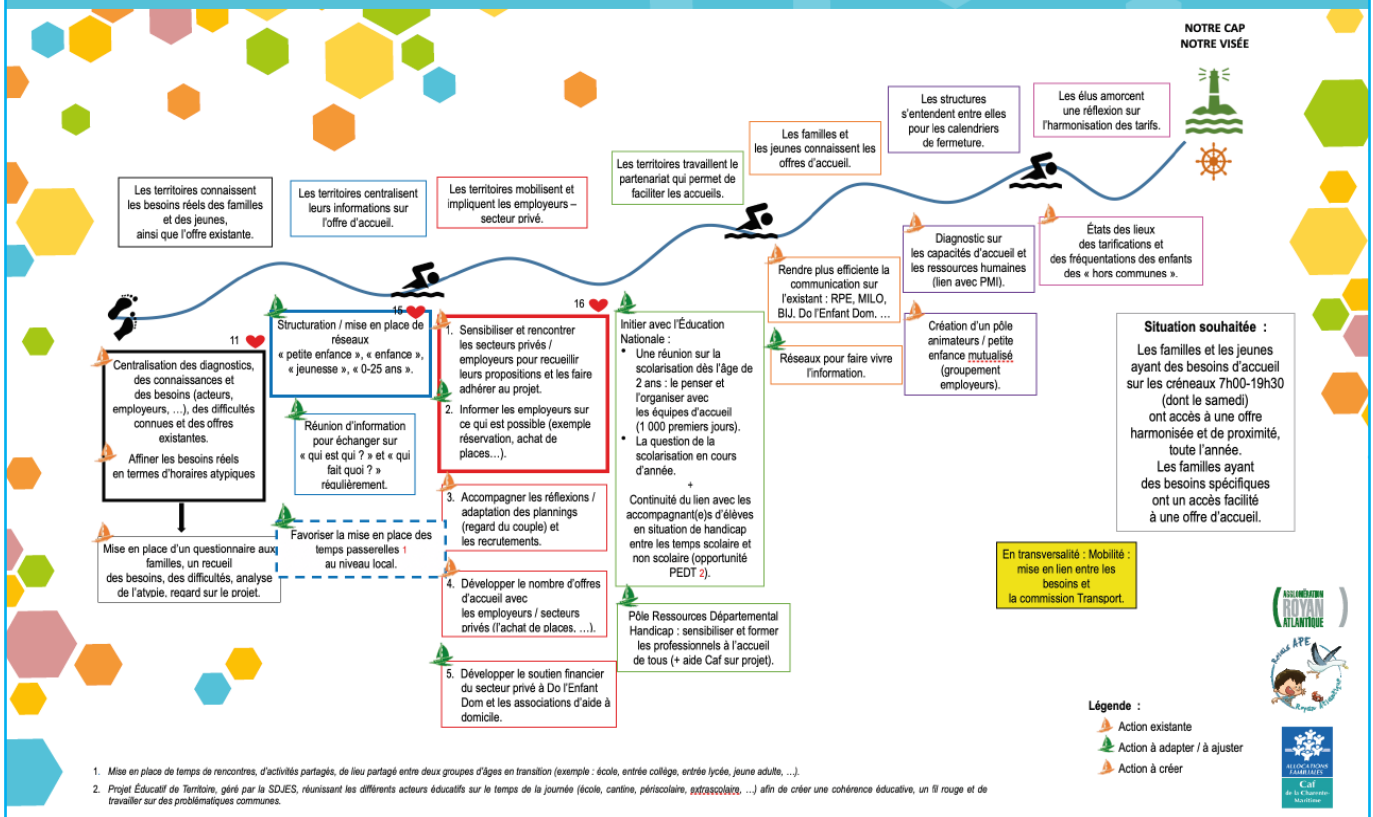 NOTRE CAP
NOTRE VISÉE
Les territoires connaissent
les besoins réels des familles
et des jeunes,
ainsi que l'offre existante.
Les territoires centralisent
leurs informations sur
l'offre d'accueil.
Les territoires mobilisent et
impliquent les employeurs –
secteur privé.
Les territoires travaillent le
partenariat qui permet de
faciliter les accueils.
Les familles et
les jeunes connaissent les
offres d'accueil.
Les structures
s'entendent entre elles
pour les calendriers
de fermeture.
Les élus amorcent
une réflexion sur
l'harmonisation des tarifs.
11
Centralisation des diagnostics,
des connaissances et
des besoins (acteurs,
employeurs, …), des difficultés
connues et des offres
existantes.
Affiner les besoins réels
en termes d'horaires atypiques
Mise en place d'un questionnaire aux
familles, un recueil
des besoins, des difficultés, analyse
de l'atypie, regard sur le projet.
15
Structuration / mise en place de
réseaux
« petite enfance », « enfance »,
« jeunesse », « 0-25 ans ».
Réunion d'information
pour échanger sur
« qui est qui ? » et « qui
fait quoi ? »
régulièrement.
Favoriser la mise en place des
temps passerelles 1
au niveau local.
16
1. Sensibiliser et rencontrer
les secteurs privés /
employeurs pour recueillir
leurs propositions et les faire
adhérer au projet.
2. Informer les employeurs sur
ce qui est possible (exemple
réservation, achat de
places…).
3. Accompagner les réflexions /
adaptation des plannings
(regard du couple) et
les recrutements.
4. Développer le nombre d'offres
d'accueil avec
les employeurs / secteurs
privés (l'achat de places, …).
5. Développer le soutien financier
du secteur privé à Do l'Enfant
Dom et les associations d'aide à
domicile.
Initier avec l'Éducation
Nationale :
• Une réunion sur la
scolarisation dès l'âge de
2 ans : le penser et
l'organiser avec
les équipes d'accueil
(1 000 premiers jours).
• La question de la
scolarisation en cours
d'année.
+
Continuité du lien avec les
accompagnant(e)s d'élèves
en situation de handicap
entre les temps scolaire et
non scolaire (opportunité
PEDT 2).
Pôle Ressources Départemental
Handicap : sensibiliser et former
les professionnels à l'accueil
de tous (+ aide Caf sur projet).
Rendre plus efficiente la
communication sur
l'existant : RPE, MILO,
BIJ, Do l'Enfant Dom, …
Réseaux pour faire vivre
l'information.
Diagnostic sur
les capacités d'accueil et
les ressources humaines
(lien avec PMI).
Création d'un pôle
animateurs / petite
enfance mutualisé
(groupement
employeurs).
États des lieux
des tarifications et
des fréquentations des enfants
des « hors communes ».
Situation souhaitée :
Les familles et les jeunes
ayant des besoins d'accueil
sur les créneaux 7h00-19h30
(dont le samedi)
ont accès à une offre
harmonisée et de proximité,
toute l'année.
Les familles ayant
des besoins spécifiques
ont un accès facilité
à une offre d'accueil.
En transversalité : Mobilité :
mise en lien entre les
besoins et
la commission Transport.
AGGLOMÉRATION
ROYAN
ATLANTIQUE
Relais APE
Royan Atlantique
Légende :
Action existante
Action à adapter / à ajuster
Action à créer
ALLOCATIONS
FAMILIALES
Caf
de la Charente-
Maritime
1. Mise en place de temps de rencontres, d'activités partagés, de lieu partagé entre deux groupes d'âges en transition (exemple : école, entrée collège, entrée lycée, jeune adulte, …).
2. Projet Éducatif de Territoire, géré par la SDJES, réunissant les différents acteurs éducatifs sur le temps de la journée (école, cantine, périscolaire, extrascolaire, …) afin de créer une cohérence éducative, un fil rouge et de
travailler sur des problématiques communes.